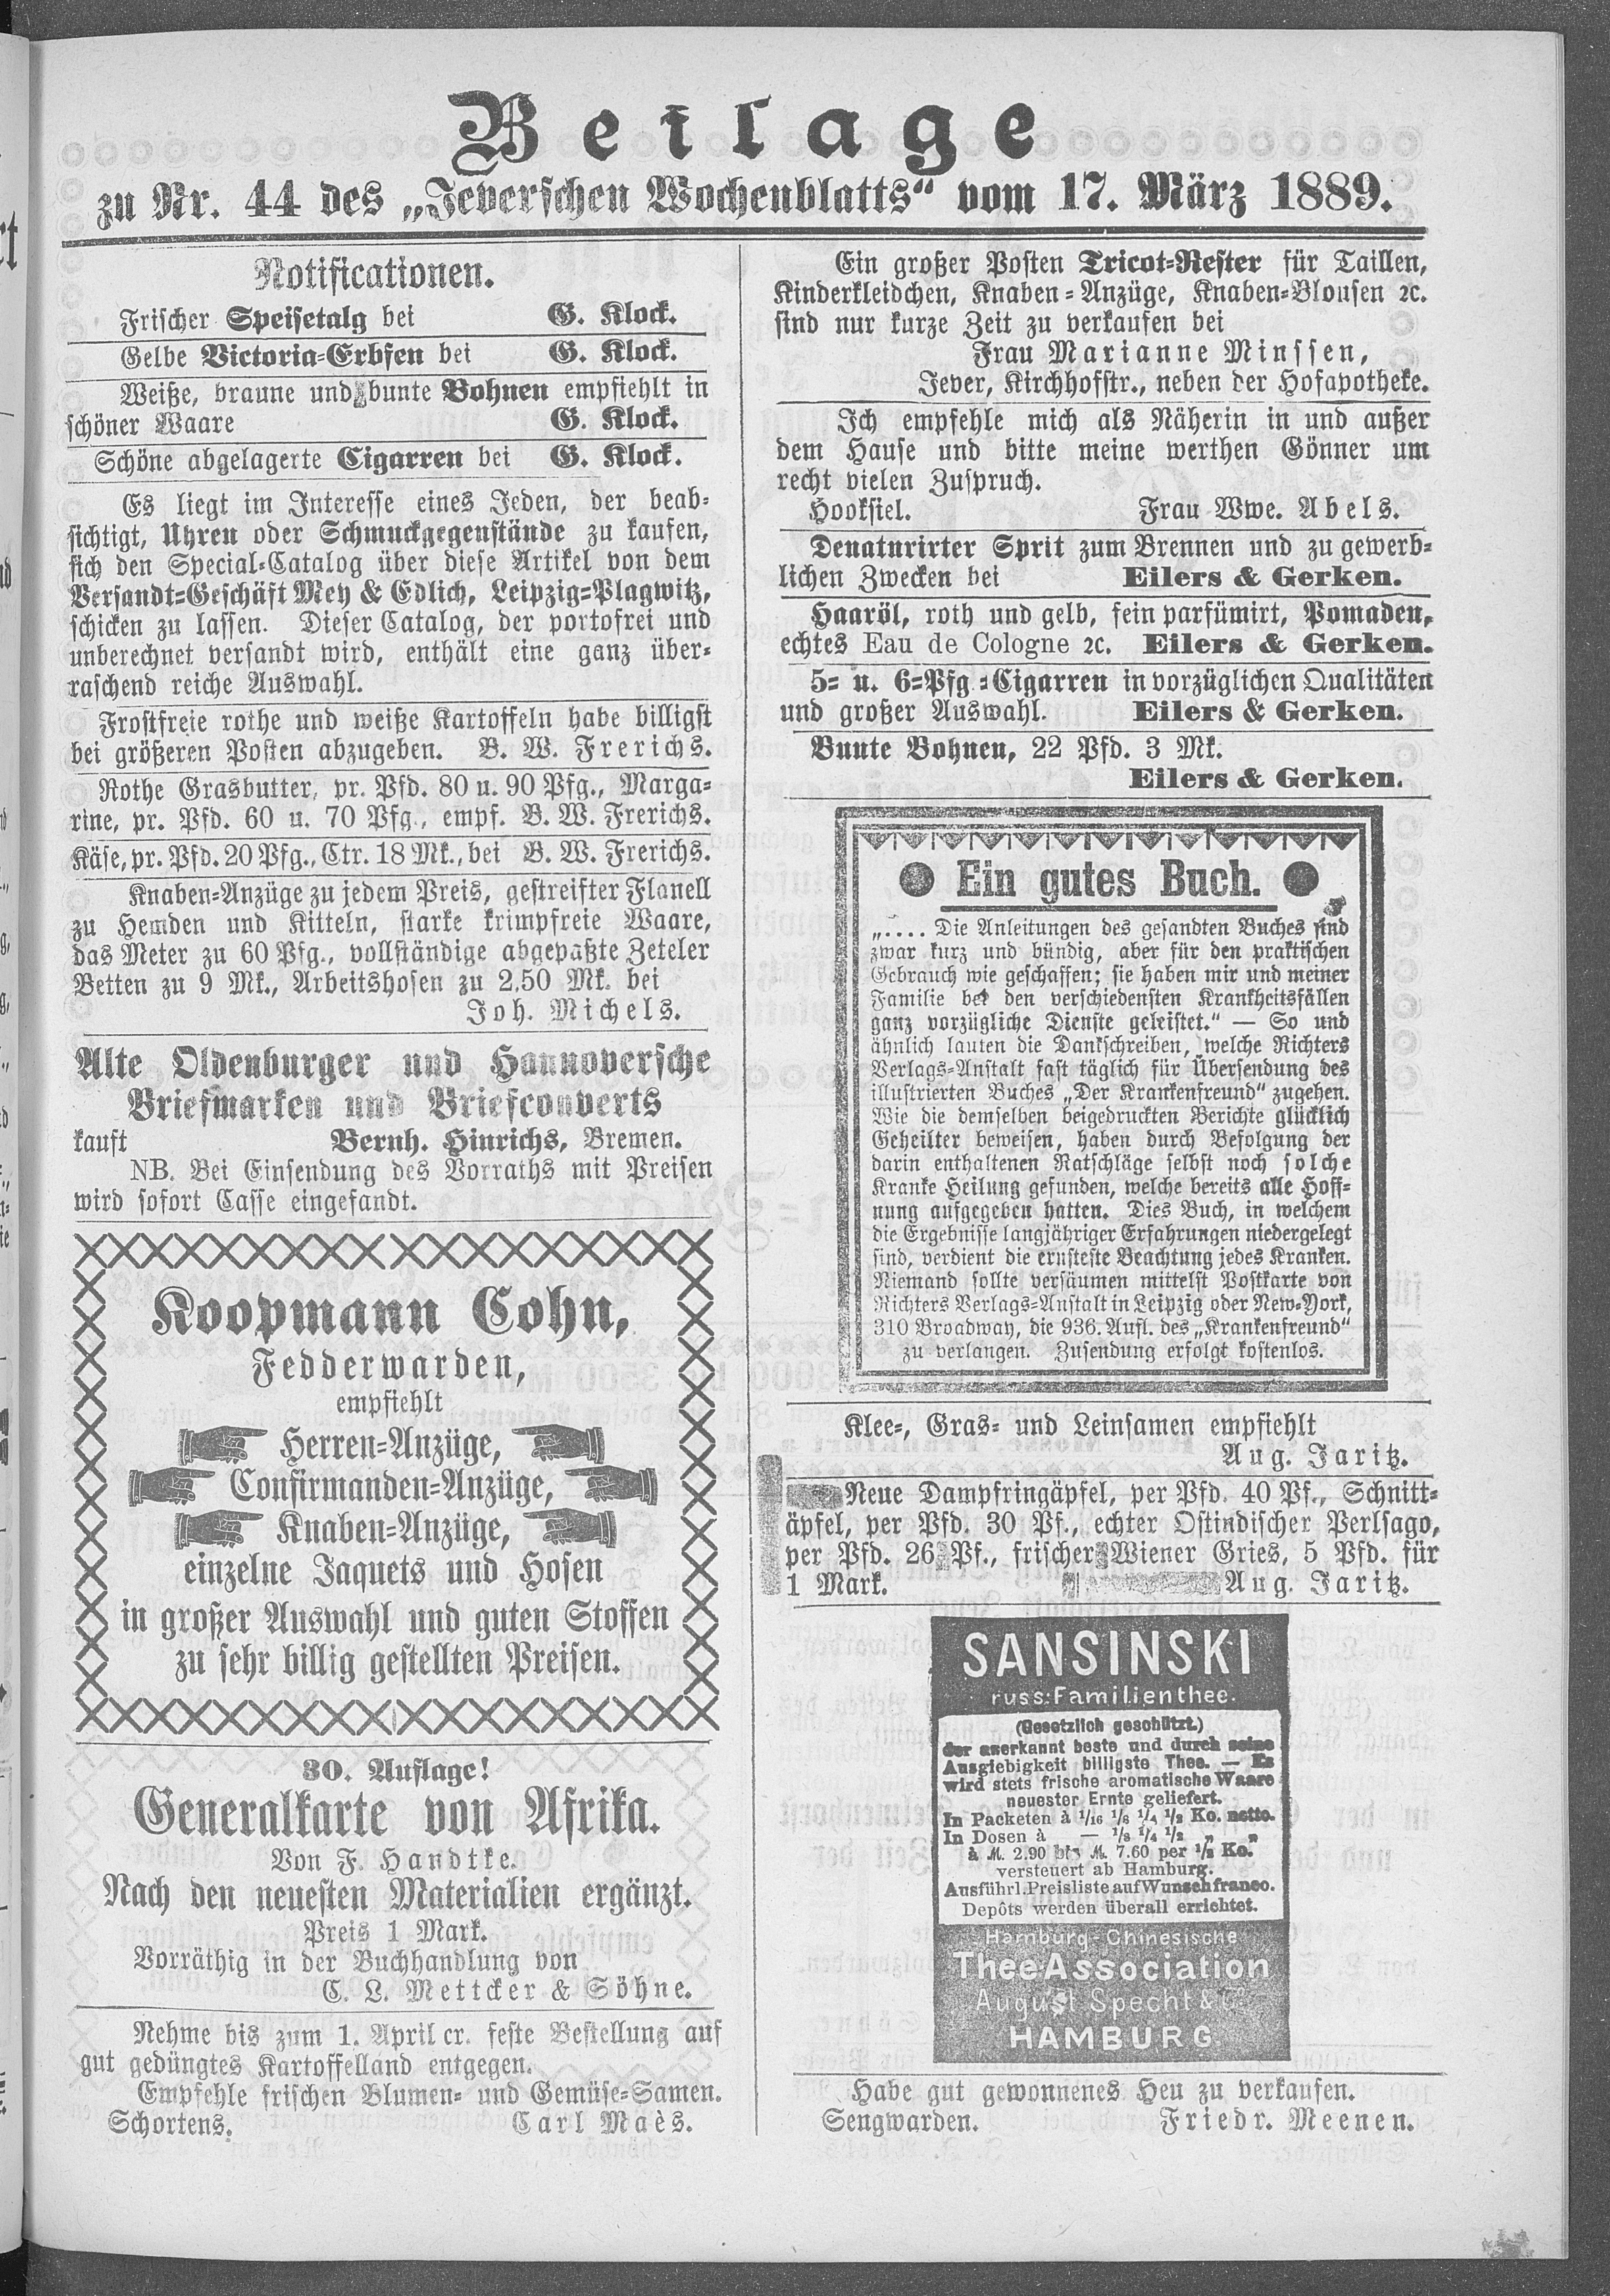 Beilage
zu Nr. 44 des „Jeverschen Wochenblatts“ vom 17. März 1889.
Notificationen.
Frischer Speisetalg bei G. Klock.
Gelbe Victoria-Erbsen bei G. Klock.
Weiße, braune und bunte Bohnen empfiehlt in
schöner Waare G. Klock.
Schöne abgelagerte Cigarren bei G. Klock.
Es liegt im Interesse eines Jeden, der beab-
sichtigt, Uhren oder Schmuckgegenstände zu kaufen,
sich den Special-Catalog über diese Artikel von dem
Versandt-Geschäft Mey & Edlich, Leipzig-Plagwitz,
schicken zu lassen. Dieser Catalog, der portofrei und
unberechnet versandt wird, enthält eine ganz über-
raschend reiche Auswahl.
Frostfreie rothe und weiße Kartoffeln habe billigst
bei größeren Posten abzugeben. B. W. Frerichs.
Rothe Grasbutter, pr. Pfd. 80 u. 90 Pfg., Marga-
rine, pr. Pfd. 60 u. 70 Pfg., empf. B. W. Frerichs.
Käse, pr. Pfd. 20 Pfg., Ctr. 18 Mk., bei B. W. Frerichs.
Knaben-Anzüge zu jedem Preis, gestreifter Flanell
zu Hemden und Kitteln, starke krimpfreie Waare,
das Meter zu 60 Pfg., vollständige abgepaßte Zeteler
Betten zu 9 Mk., Arbeitshosen zu 2,50 Mk. bei
Joh. Michels.
Alte Oldenburger und Hannoversche
Briefmarken und Briefconverts
kauft Bernh. Hinrichs, Bremen.
NB. Bei Einsendung des Vorraths mit Preisen
wird sofort Casse eingesandt.
Koopmann Cohn,
Fedderwarden,
empfiehlt
Herren-Anzüge,
Confirmanden-Anzüge,
Knaben-Anzüge,
einzelne Jaquets und Hosen
in großer Auswahl und guten Stoffen
zu sehr billig gestellten Preisen.
30. Auflage!
Generalkarte von Afrika.
Von F. Handtke.
Nach den neuesten Materialien ergänzt.
Preis 1 Mark.
Vorräthig in der Buchhandlung von
C. L. Mettcker & Söhne.
Nehme bis zum 1. April cr. feste Bestellung auf
gut gedüngtes Kartoffelland entgegen.
Empfehle frischen Blumen- und Gemüse-Samen.
Schortens. Carl Maès.
Ein großer Posten Tricot-Rester für Taillen,
Kinderkleidchen, Knaben-Anzüge, Knaben-Blousen ꝛc.
sind nur kurze Zeit zu verkaufen bei
Frau Marianne Minssen,
Jever, Kirchhofstr., neben der Hofapotheke.
Ich empfehle mich als Näherin in und außer
dem Hause und bitte meine werthen Gönner um
recht vielen Zuspruch.
Hooksiel. Frau Wwe. Abels.
Denaturirter Sprit zum Brennen und zu gewerb-
lichen Zwecken bei Eilers & Gerken.
Haaröl, roth und gelb, fein parfümirt, Pomaden,
echtes Eau de Cologne ꝛc. Eilers & Gerken.
5- u. 6-Pfg.-Cigarren in vorzüglichen Qualitäten
und großer Auswahl. Eilers & Gerken.
Bunte Bohnen, 22 Pfd. 3 Mk.
Eilers & Gerken.
Ein gutes Buch.
„.... Die Anleitungen des gesandten Buches sind
zwar kurz und bündig, aber für den praktischen
Gebrauch wie geschaffen; sie haben mir und meiner
Familie bei den verschiedensten Krankheitsfällen
ganz vorzügliche Dienste geleistet.“ — So und
ähnlich lauten die Dankschreiben, welche Richters
Verlags-Anstalt fast täglich für Übersendung des
illustrierten Buches „Der Krankenfreund“ zugehen.
Wie die demselben beigedruckten Berichte glücklich
Geheilter beweisen, haben durch Befolgung der
darin enthaltenen Ratschläge selbst noch solche
Kranke Heilung gefunden, welche bereits alle Hoff-
nung aufgegeben hatten. Dies Buch, in welchem
die Ergebnisse langjähriger Erfahrungen niedergelegt
sind, verdient die ernsteste Beachtung jedes Kranken.
Niemand sollte versäumen mittelst Postkarte von
Richters Verlags-Anstalt in Leipzig oder New-York,
310 Broadway, die 936. Aufl. des „Krankenfreund“
zu verlangen. Zusendung erfolgt kostenlos.
Klee-, Gras- und Leinsamen empfiehlt
Aug. Jaritz.
Neue Dampfringäpfel, per Pfd. 40 Pf., Schnitt-
äpfel, per Pfd. 30 Pf., echter Ostindischer Perlsago,
per Pfd. 26 Pf., frischer Wiener Gries, 5 Pfd. für
1 Mark. Aug. Jaritz.
SANSINSKI
russ: Familienthee.
(Gesetzlich geschützt.)
der anerkannt beste und durch seine
Ausgiebigkeit billigste Thee. — Es
wird stets frische aromatische Waare
neuester Ernte geliefert.
In Packeten à 1/16 1/8 1/4 1/2 Ko. netto.
In Dosen à — 1/8 1/4 1/2 „ „
à M. 2.90 bis M. 7.60 per 1/2 Ko.
versteuert ab Hamburg.
Ausführl. Preisliste auf Wunsch franco.
Depôts werden überall errichtet.
Hamburg-Chinesische
Thee Association
August Specht & Co
HAMBURG
Habe gut gewonnenes Heu zu verkaufen.
Sengwarden. Friedr. Meenen.